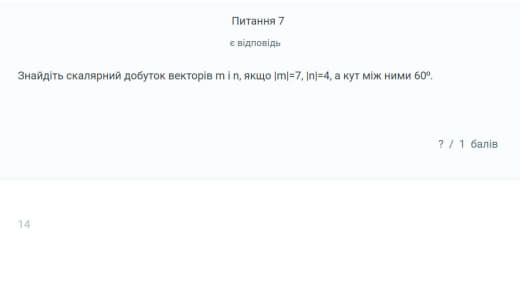 Питання 7
є відповідь
Знайдіть скалярний добуток векторів m і n, якщо |m|=7, |n|=4, а кут між ними 60⁰.
? / 1 балів
14